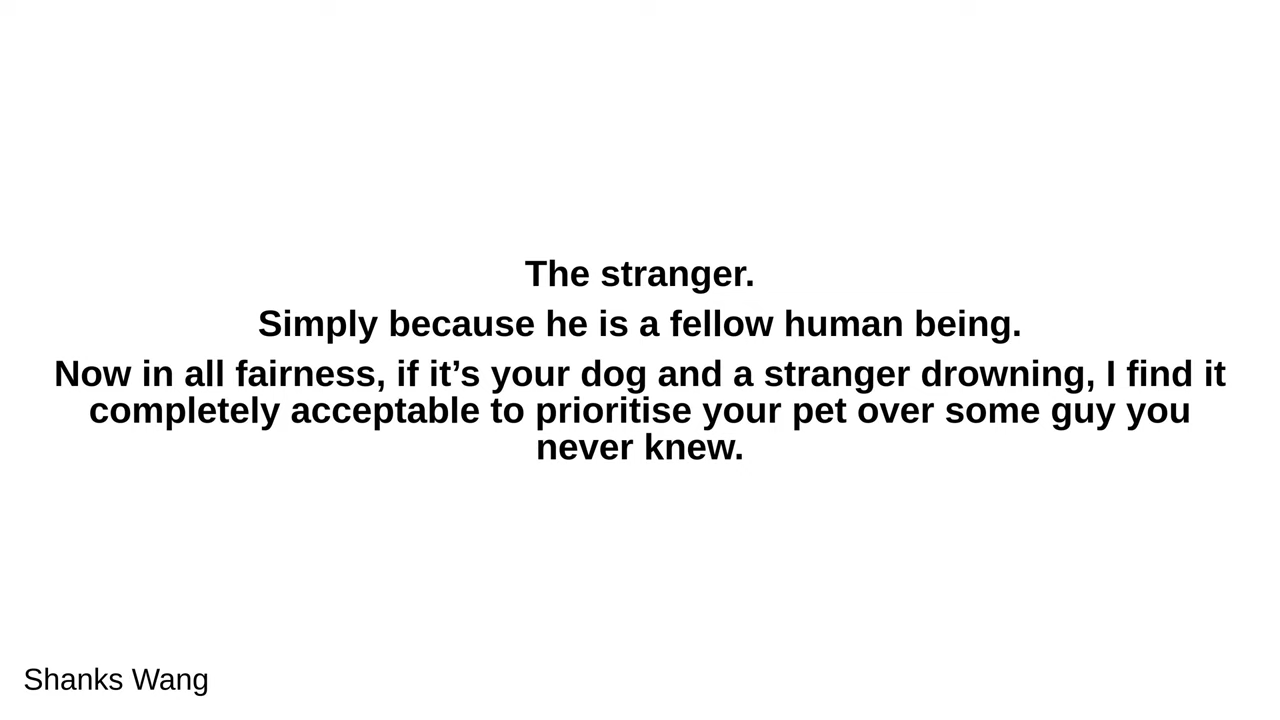 The stranger.
Simply because he is a fellow human being.
Now in all fairness, if it’s your dog and a stranger drowning, I find it
completely acceptable to prioritise your pet over some guy you
never knew.
Shanks Wang